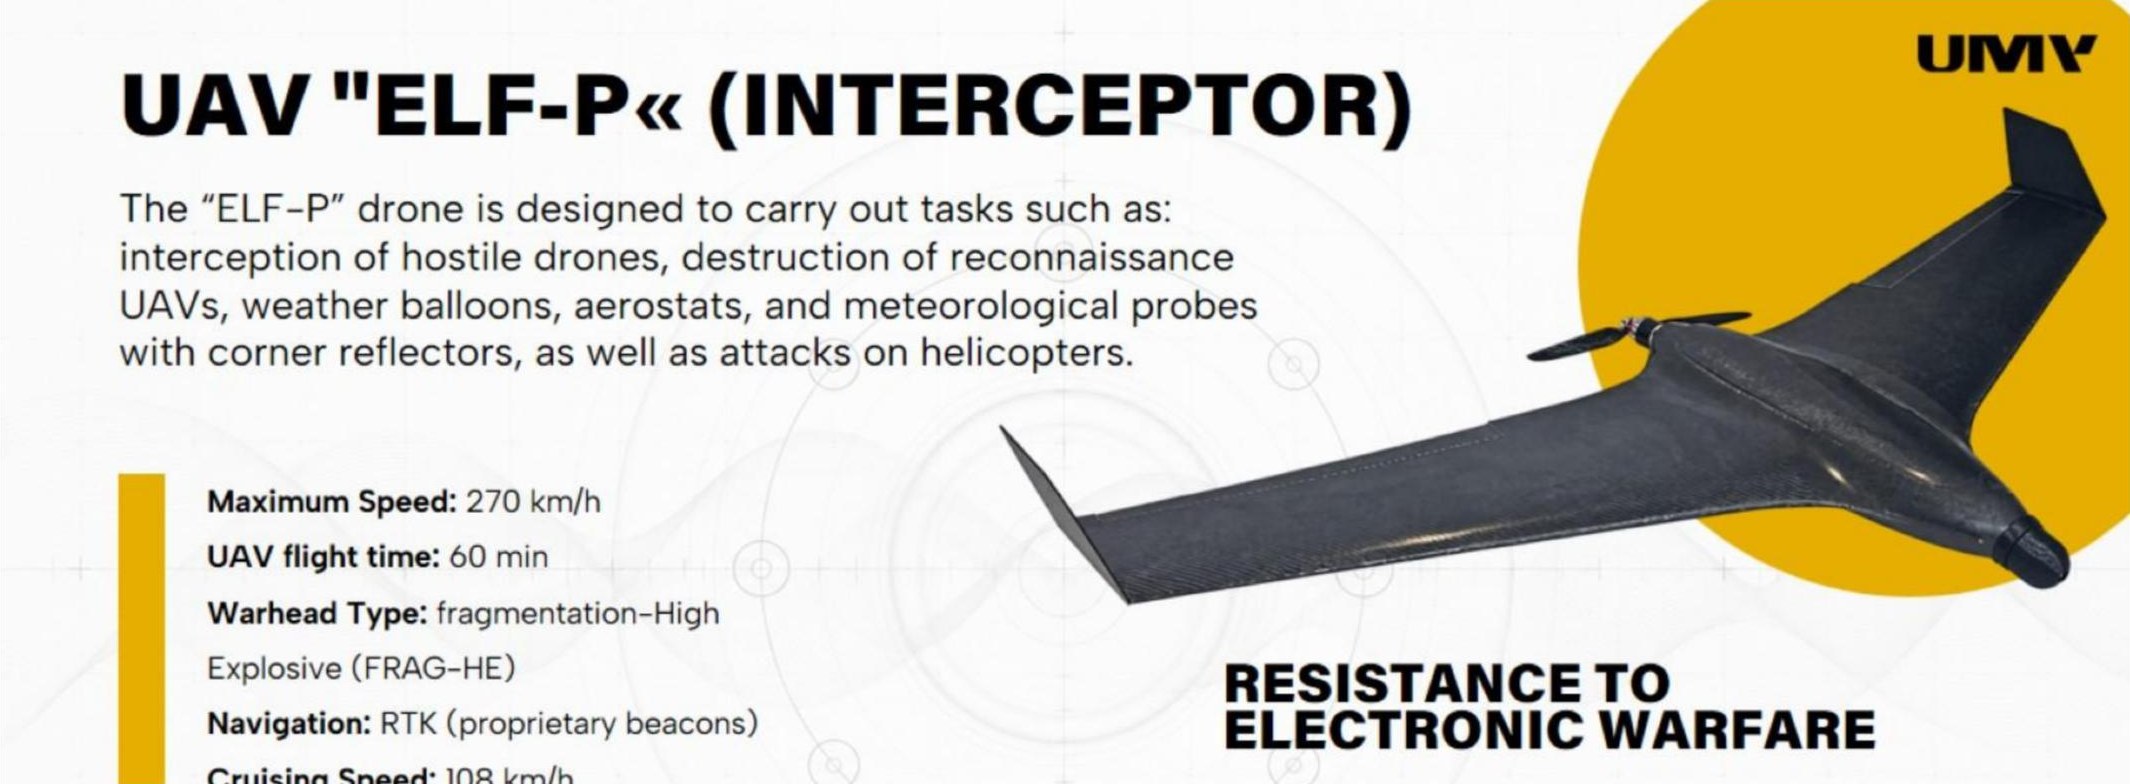 UMY
UAV "ELF-P« (INTERCEPTOR)
The “ELF-P” drone is designed to carry out tasks such as:
interception of hostile drones, destruction of reconnaissance
UAVs, weather balloons, aerostats, and meteorological probes
with corner reflectors, as well as attacks on helicopters.
Maximum Speed: 270 km/h
UAV flight time: 60 min
Warhead Type: fragmentation-High
Explosive (FRAG-HE)
Navigation: RTK (proprietary beacons)
Cruising Speed: 108 km/h
RESISTANCE TO
ELECTRONIC WARFARE